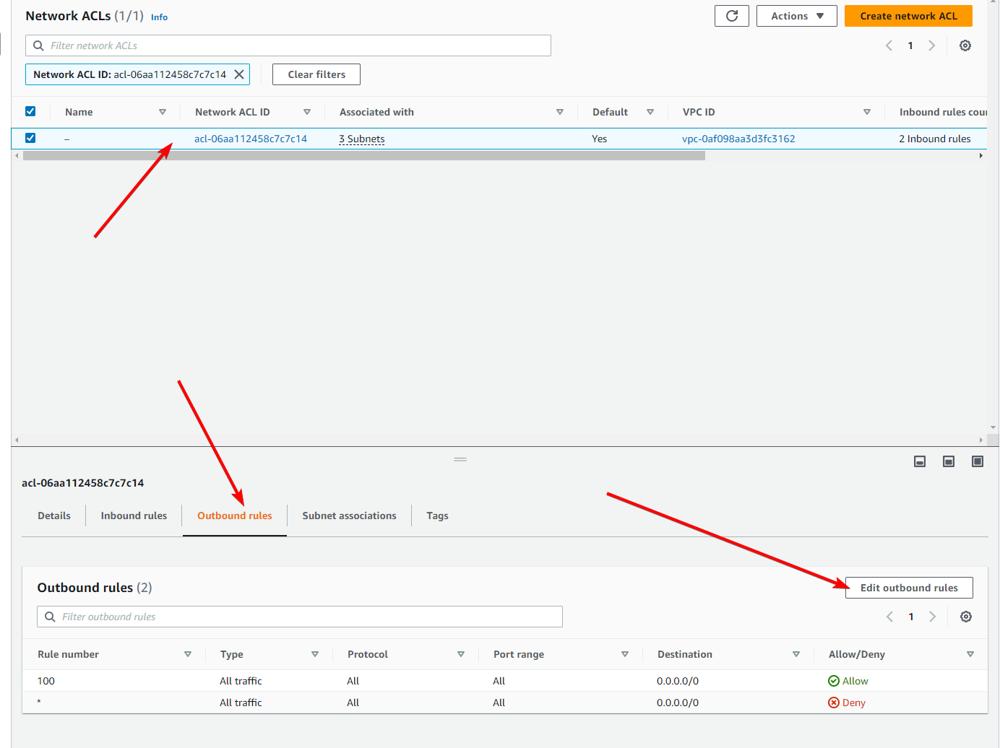 Network ACLs (1/1) Info
Actions
Create network ACL
Filter network ACLs
1
Network ACL ID: acl-06aa112458c7c7c14
Clear filters
Name Network ACL ID Associated with Default VPC ID Inbound rules cour
– acl-06aa112458c7c7c14 3 Subnets Yes vpc-0af098aa3d3fc3162 2 Inbound rules
acl-06aa112458c7c7c14
Details Inbound rules Outbound rules Subnet associations Tags
Outbound rules (2)
Edit outbound rules
Filter outbound rules
1
Rule number Type Protocol Port range Destination Allow/Deny
100 All traffic All All 0.0.0.0/0 Allow
* All traffic All All 0.0.0.0/0 Deny